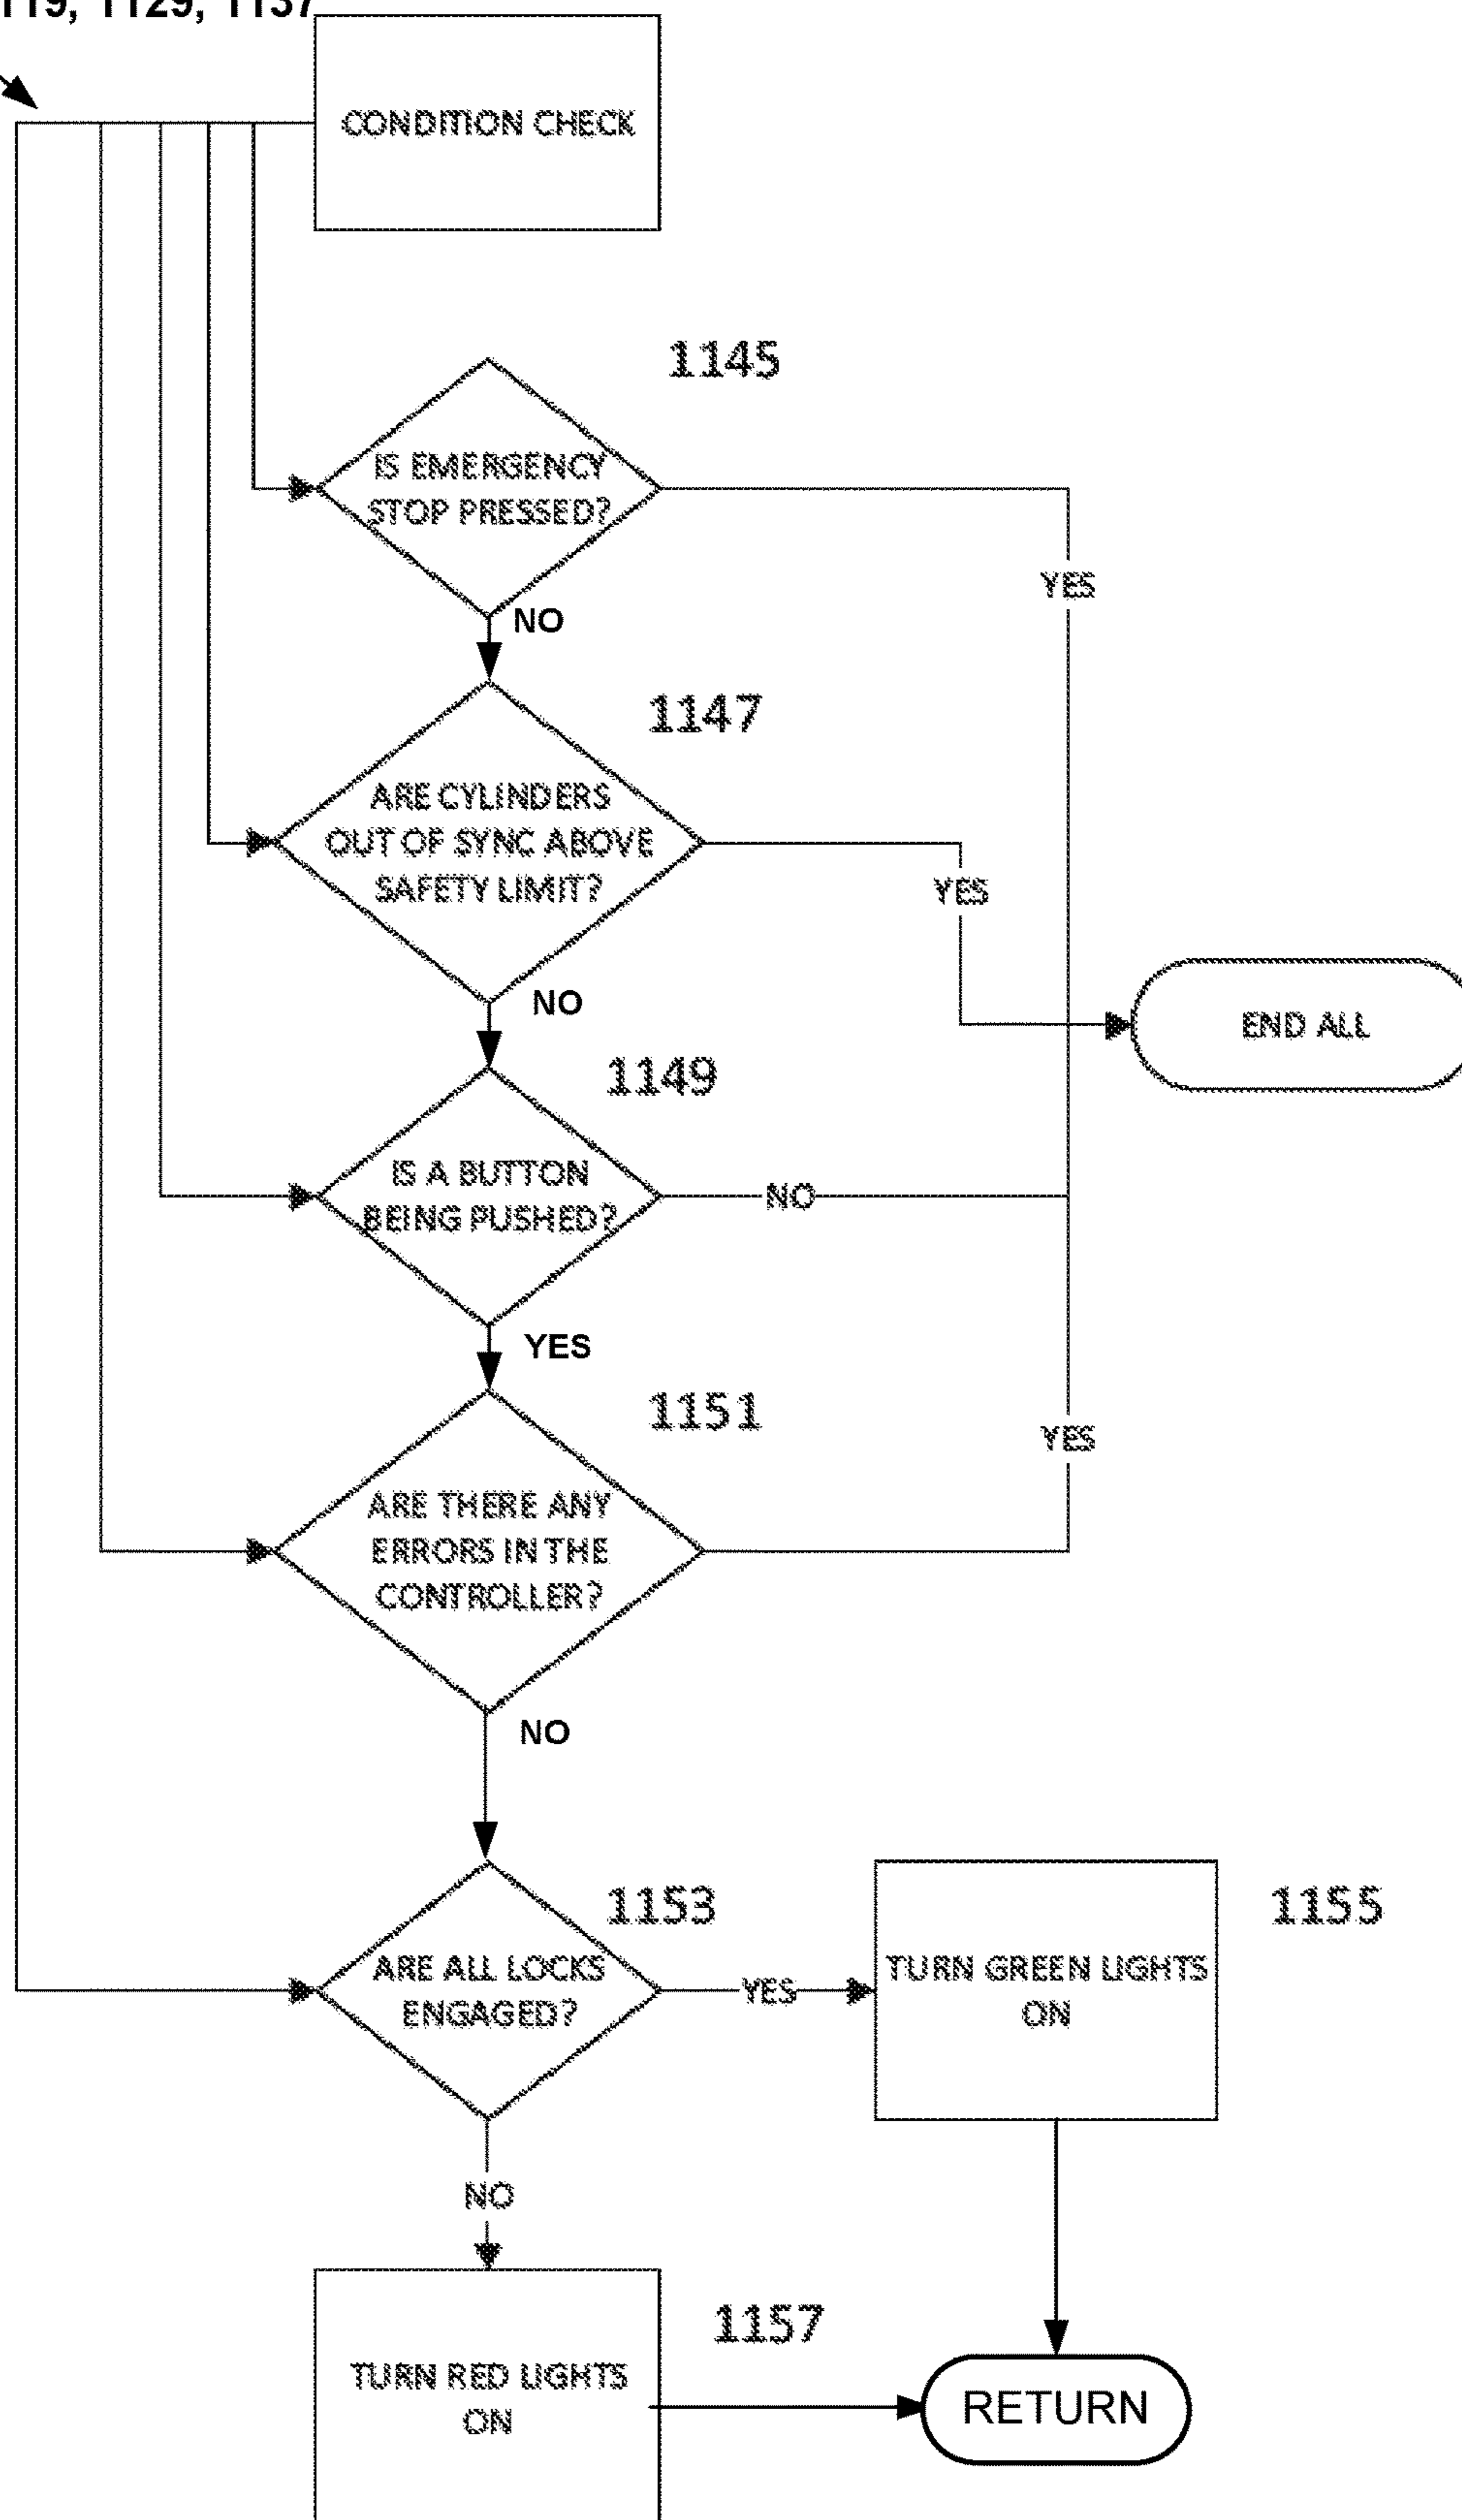 119, 1129, 1137
CONDITION CHECK
1145
IS EMERGENCY
STOP PRESSED?
YES
NO
1147
ARE CYLINDERS
OUT OF SYNC ABOVE
SAFETY LIMIT?
YES
NO
END ALL
1149
IS A BUTTON
BEING PUSHED?
NO
YES
1151
ARE THERE ANY
ERRORS IN THE
CONTROLLER?
YES
NO
1153
ARE ALL LOCKS
ENGAGED?
YES
1155
TURN GREEN LIGHTS
ON
NO
1157
TURN RED LIGHTS
ON
RETURN